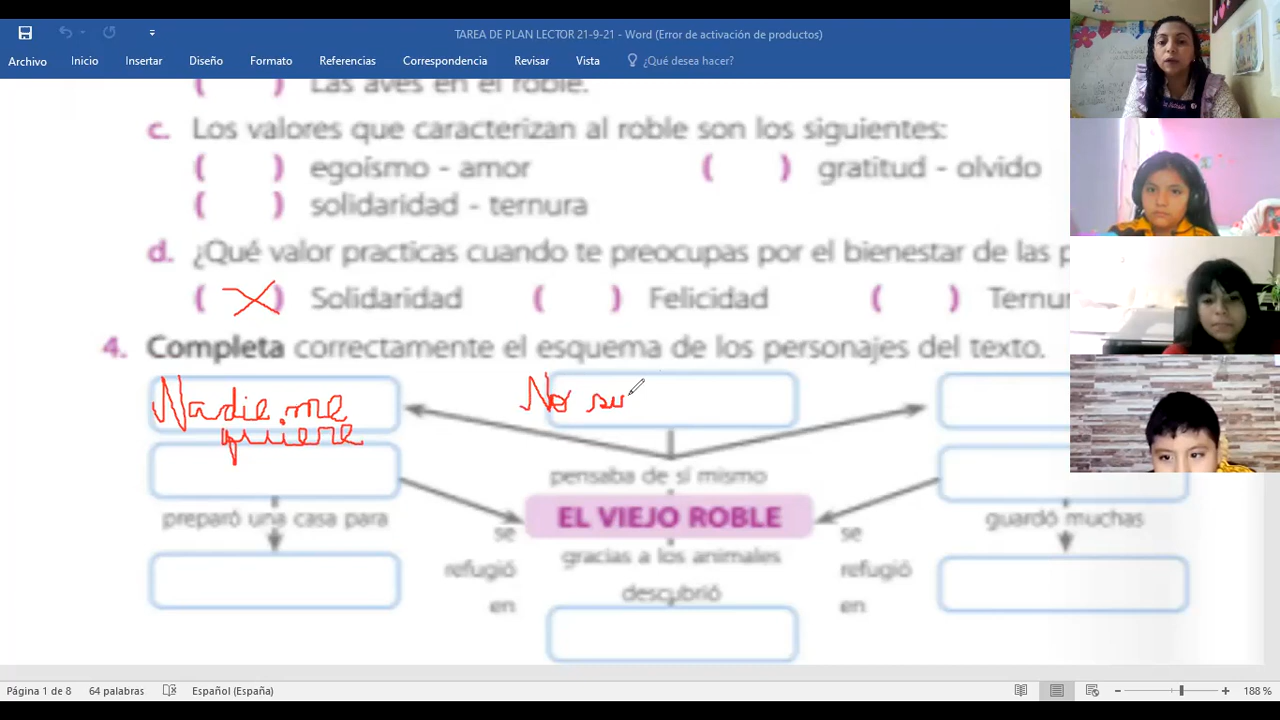 TAREA DE PLAN LECTOR 21-9-21 - Word (Error de activación de productos)
Archivo Inicio Insertar Diseño Formato Referencias Correspondencia Revisar Vista ¿Qué desea hacer?
( ) Las aves en el roble.
c. Los valores que caracterizan al roble son los siguientes:
( ) egoísmo - amor ( ) gratitud - olvido
( ) solidaridad - ternura
d. ¿Qué valor practicas cuando te preocupas por el bienestar de las p
( X ) Solidaridad ( ) Felicidad ( ) Ternur
4. Completa correctamente el esquema de los personajes del texto.
Nadie me
quiere
No su
pensaba de sí mismo
EL VIEJO ROBLE
preparó una casa para
guardó muchas
se
refugió
en
gracias a los animales
descubrió
se
refugió
en
Página 1 de 8 64 palabras Español (España) 188 %